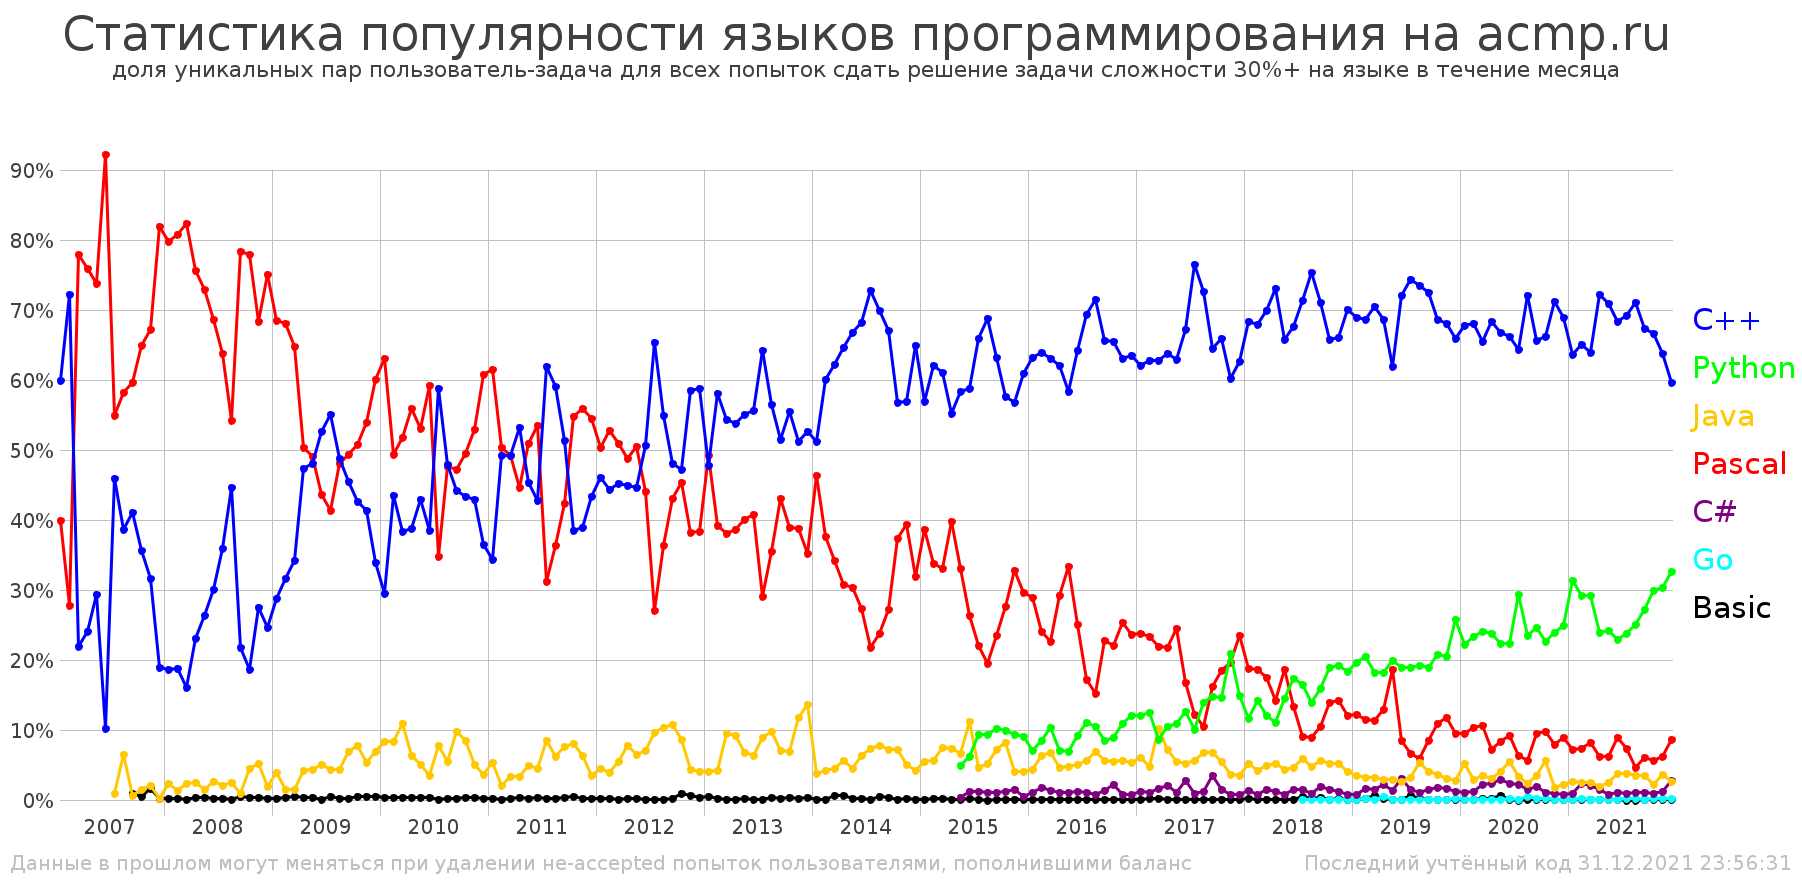 Статистика популярности языков программирования на acmp.ru
доля уникальных пар пользователь-задача для всех попыток сдать решение задачи сложности 30%+ на языке в течение месяца
90%
80%
70%
60%
50%
40%
30%
20%
10%
0%
C++
Python
Java
Pascal
C#
Go
Basic
2007 2008 2009 2010 2011 2012 2013 2014 2015 2016 2017 2018 2019 2020 2021
Данные в прошлом могут меняться при удалении не-accepted попыток пользователями, пополнившими баланс
Последний учтённый код 31.12.2021 23:56:31